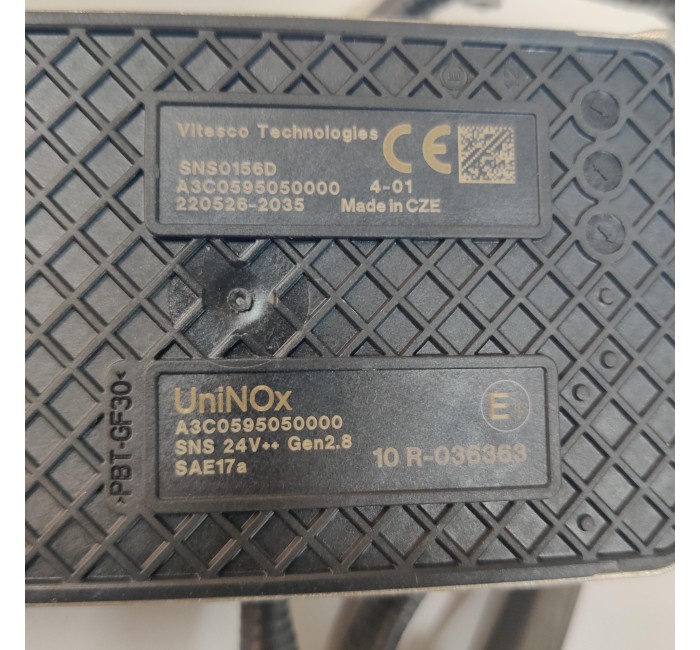 Vitesco Technologies
CE
SNS0156D
A3C0595050000 4-01
220526-2035 Made in CZE
>PBT-GF30<
UniNOx
A3C0595050000
SNS 24V++ Gen2.8
SAE17a
E
10 R-036363